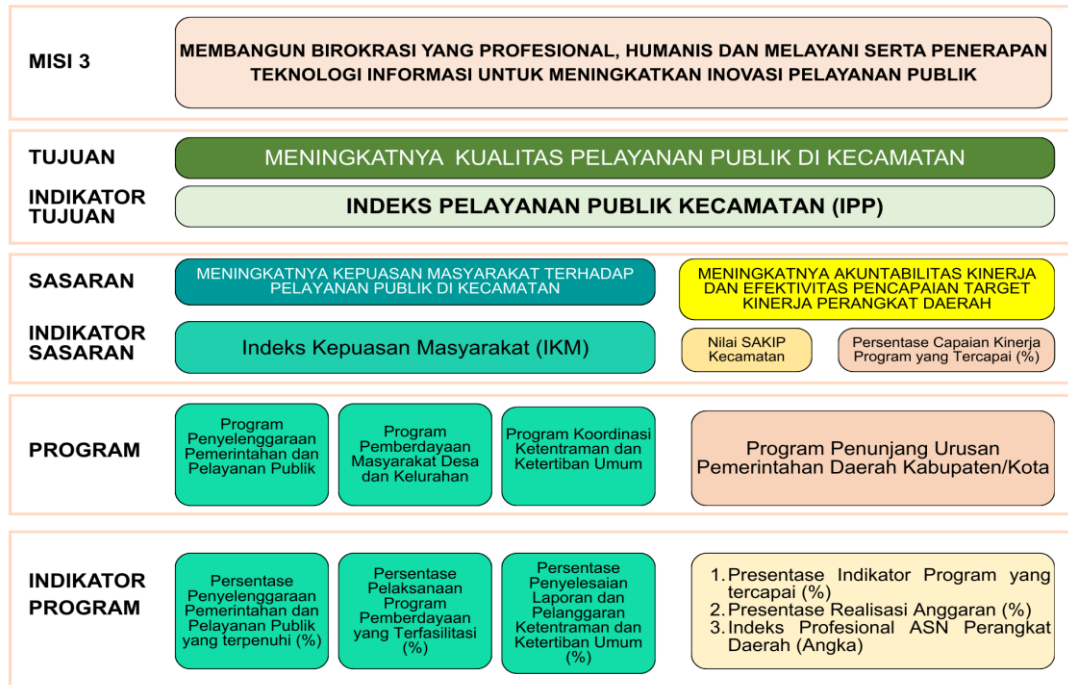 MISI 3
MEMBANGUN BIROKRASI YANG PROFESIONAL, HUMANIS DAN MELAYANI SERTA PENERAPAN
TEKNOLOGI INFORMASI UNTUK MENINGKATKAN INOVASI PELAYANAN PUBLIK
TUJUAN
MENINGKATNYA KUALITAS PELAYANAN PUBLIK DI KECAMATAN
INDIKATOR
TUJUAN
INDEKS PELAYANAN PUBLIK KECAMATAN (IPP)
SASARAN
MENINGKATNYA KEPUASAN MASYARAKAT TERHADAP
PELAYANAN PUBLIK DI KECAMATAN
MENINGKATNYA AKUNTABILITAS KINERJA
DAN EFEKTIVITAS PENCAPAIAN TARGET
KINERJA PERANGKAT DAERAH
INDIKATOR
SASARAN
Indeks Kepuasan Masyarakat (IKM)
Nilai SAKIP
Kecamatan
Persentase Capaian Kinerja
Program yang Tercapai (%)
PROGRAM
Program
Penyelenggaraan
Pemerintahan dan
Pelayanan Publik
Program
Pemberdayaan
Masyarakat Desa
dan Kelurahan
Program Koordinasi
Ketentraman dan
Ketertiban Umum
Program Penunjang Urusan
Pemerintahan Daerah Kabupaten/Kota
INDIKATOR
PROGRAM
Persentase
Penyelenggaraan
Pemerintahan dan
Pelayanan Publik
yang terpenuhi (%)
Persentase
Pelaksanaan
Program
Pemberdayaan
yang Terfasilitasi
(%)
Persentase
Penyelesaian
Laporan dan
Pelanggaran
Ketentraman dan
Ketertiban Umum
(%)
1. Presentase Indikator Program yang
tercapai (%)
2. Presentase Realisasi Anggaran (%)
3. Indeks Profesional ASN Perangkat
Daerah (Angka)